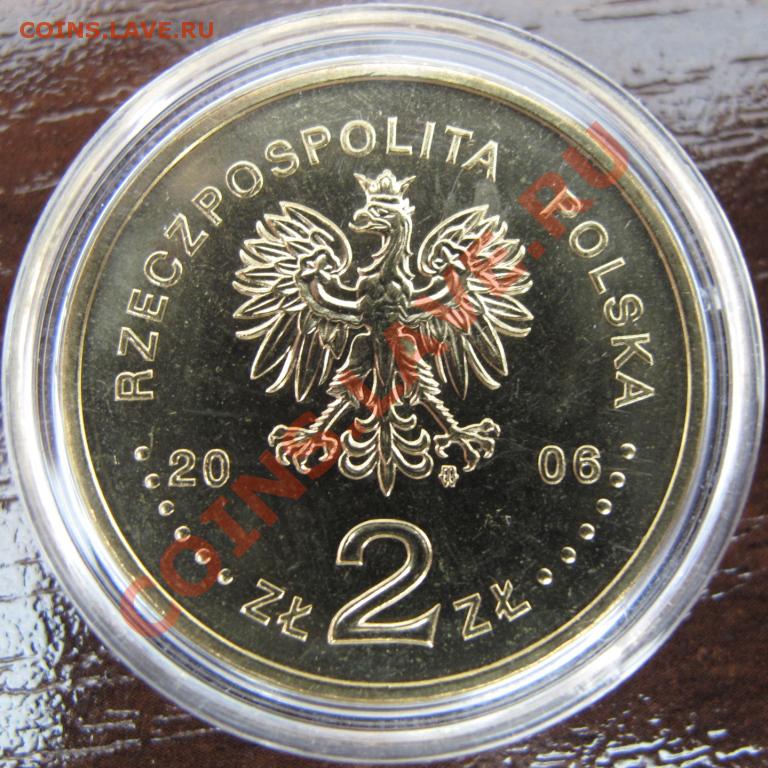 COINS.LAVE.RU
RZECZPOSPOLITA POLSKA
20 06
ZŁ 2 ZŁ
COINS.LAVE.RU